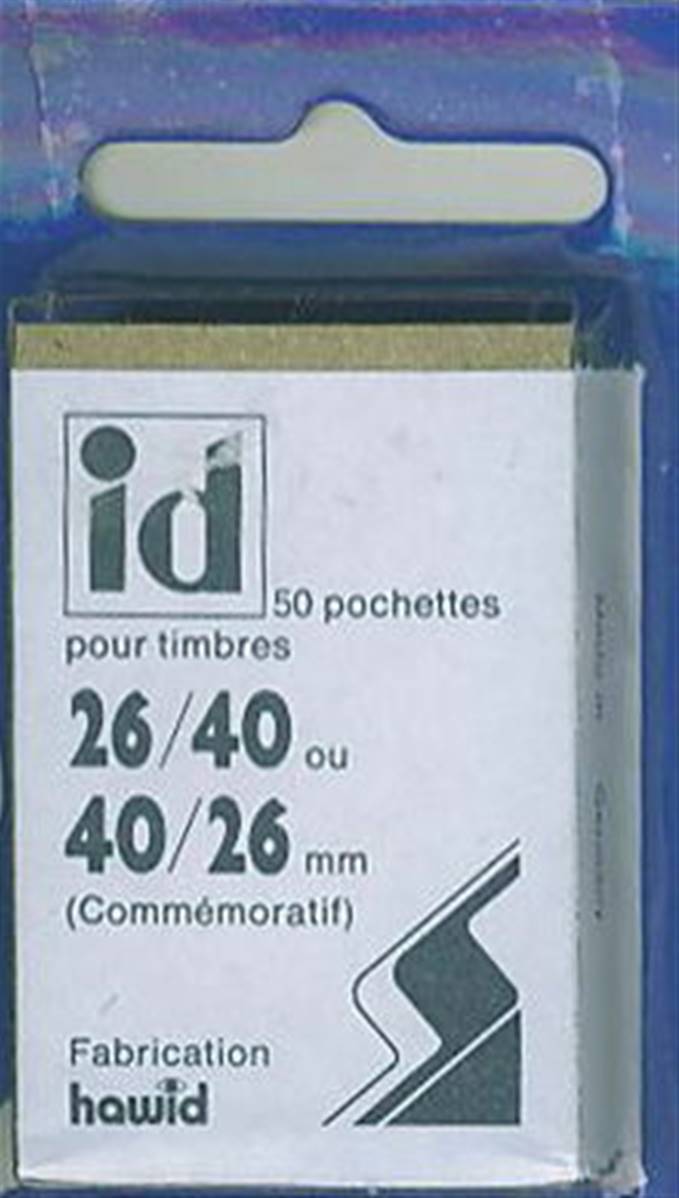 id
50 pochettes
pour timbres
26/40 ou
40/26 mm
(Commémoratif)
Fabrication
hawid